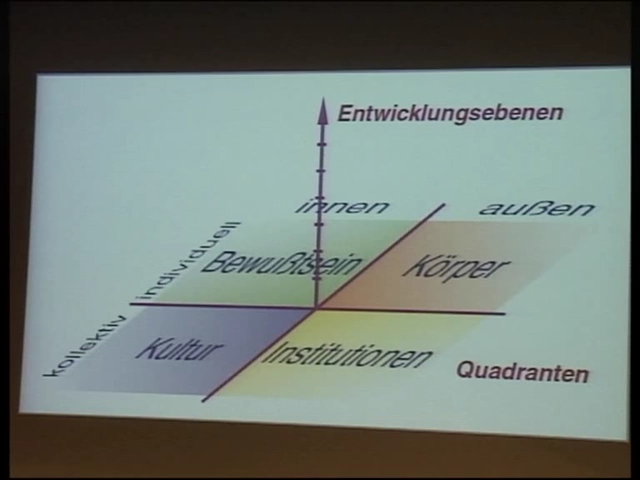 Entwicklungsebenen
innen
außen
individuell
Bewußtsein
Körper
kollektiv
Kultur
Institutionen
Quadranten